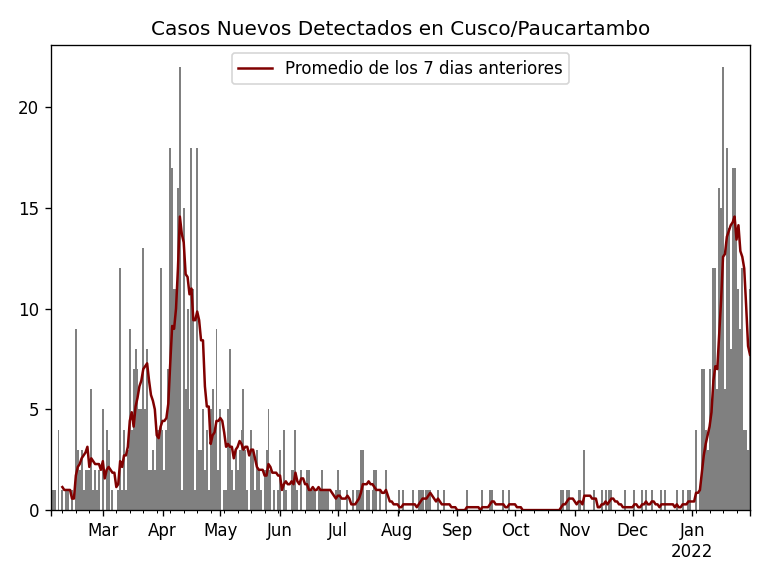 Casos Nuevos Detectados en Cusco/Paucartambo
Promedio de los 7 dias anteriores
20
15
10
5
0
Mar Apr May Jun Jul Aug Sep Oct Nov Dec Jan
2022